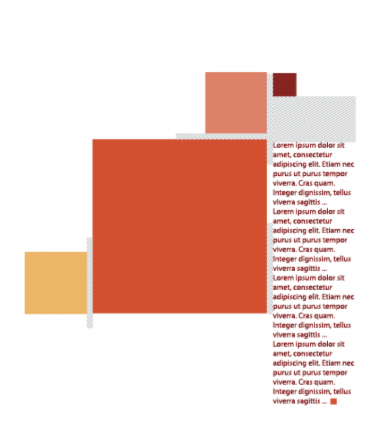 Lorem ipsum dolor sit
amet, consectetur
adipiscing elit. Etiam nec
purus ut purus tempor
viverra. Cras quam.
Integer dignissim, tellus
viverra sagittis ...
Lorem ipsum dolor sit
amet, consectetur
adipiscing elit. Etiam nec
purus ut purus tempor
viverra. Cras quam.
Integer dignissim, tellus
viverra sagittis ...
Lorem ipsum dolor sit
amet, consectetur
adipiscing elit. Etiam nec
purus ut purus tempor
viverra. Cras quam.
Integer dignissim, tellus
viverra sagittis ...
Lorem ipsum dolor sit
amet, consectetur
adipiscing elit. Etiam nec
purus ut purus tempor
viverra. Cras quam.
Integer dignissim, tellus
viverra sagittis ...